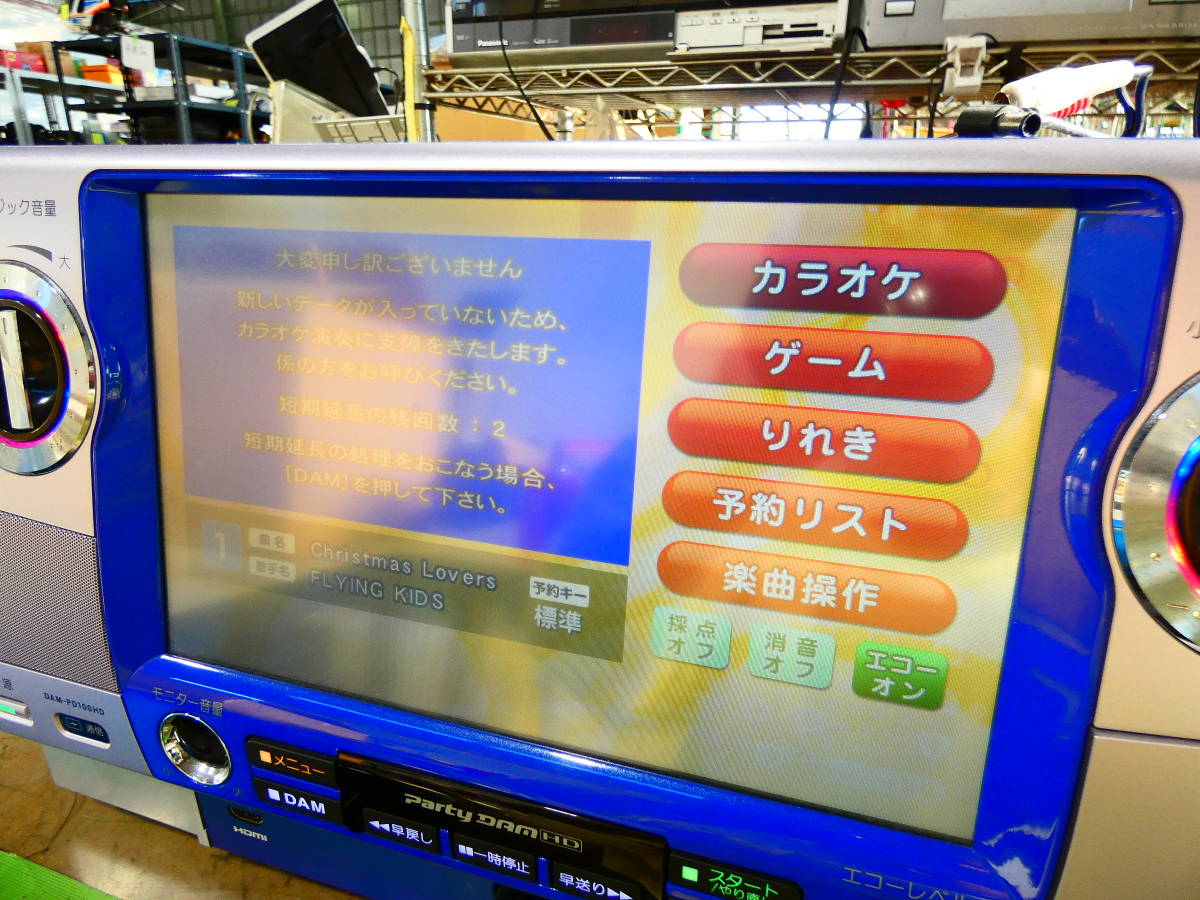 Panasonic
ジック音量
大
小
大変申し訳ございません
新しいデータが入っていないため、
カラオケ演奏に支障をきたします。
係の方をお呼びください。
短期延長の残回数：2
短期延長の処理をおこなう場合、
[DAM]を押して下さい。
1
曲名
Christmas Lovers
歌手名
FLYING KIDS
予約キー
標準
カラオケ
ゲーム
りれき
予約リスト
楽曲操作
採点
オフ
消音
オフ
エコー
オン
源
DAM-PD100HD
通信
モニター音量
小
大
メニュー
DAM
HDMI
Party DAM HD
早戻し
一時停止
早送り
スタート
/やり直し
エコーレベル